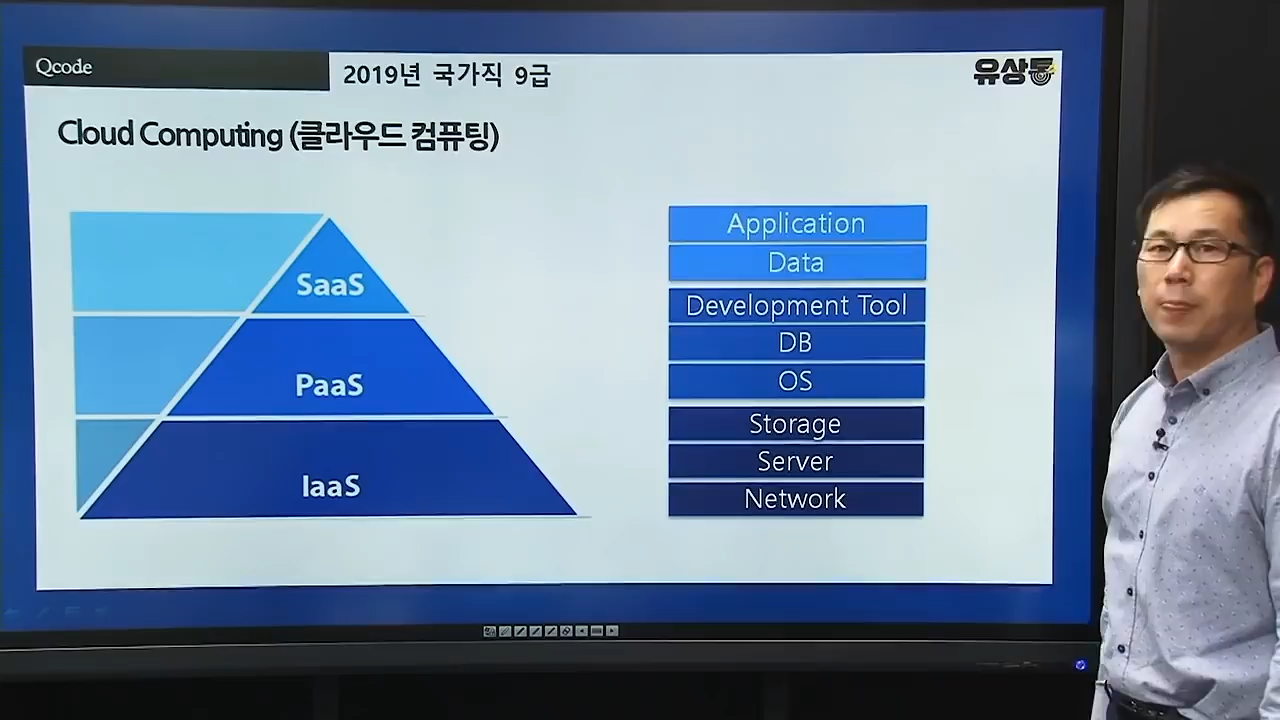 Qcode
2019년 국가직 9급
유상통
Cloud Computing (클라우드 컴퓨팅)
SaaS
PaaS
IaaS
Application
Data
Development Tool
DB
OS
Storage
Server
Network